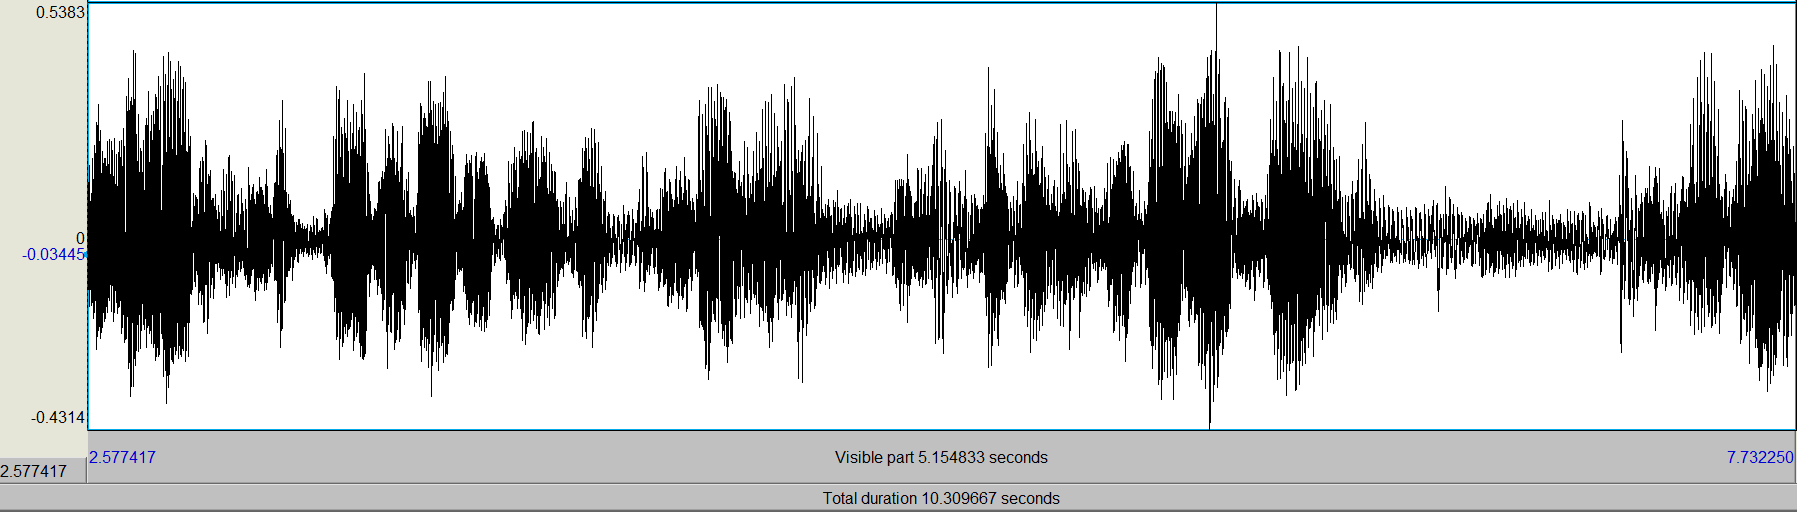 0.5383
0
-0.03445
-0.4314
2.577417 Visible part 5.154833 seconds 7.732250
2.577417
Total duration 10.309667 seconds